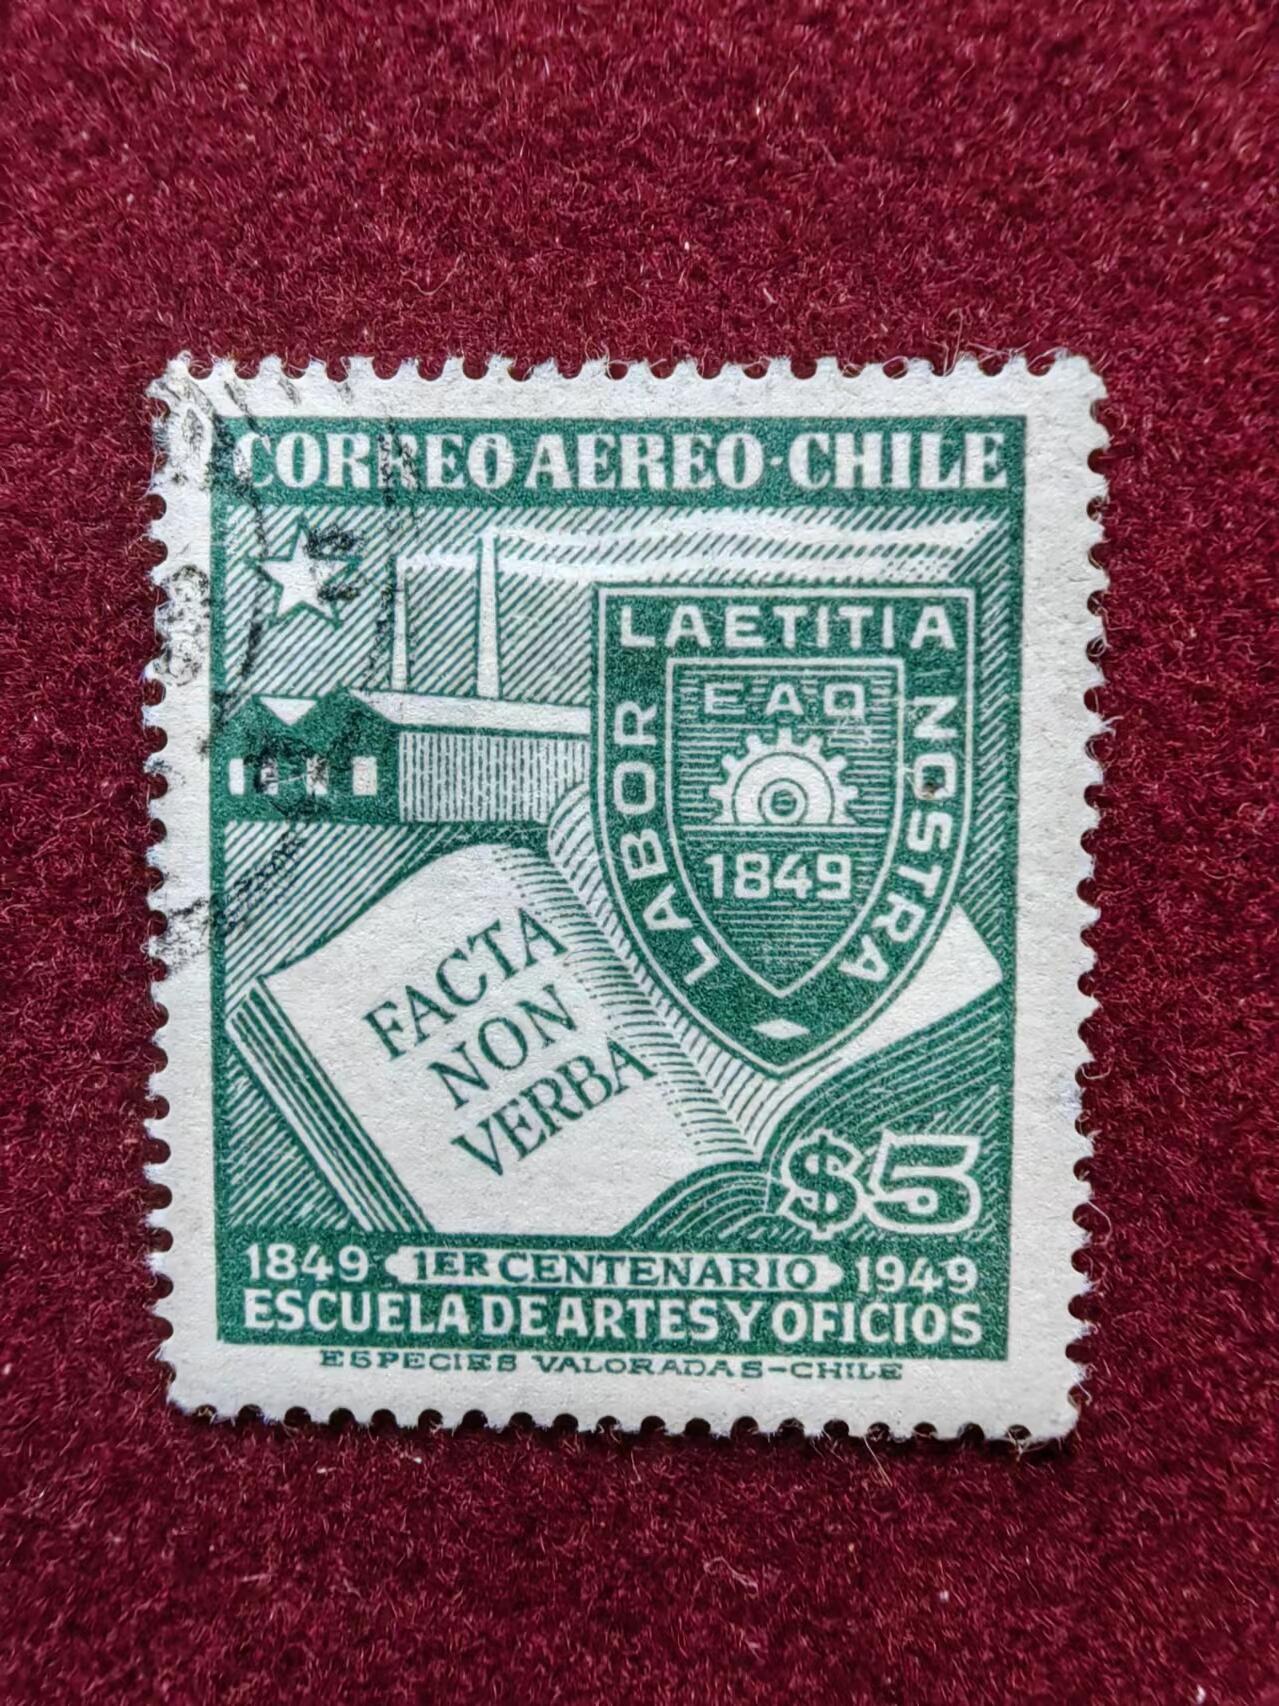 CORREO AEREO-CHILE
LABOR LAETITIA NOSTRA
EAO
1849
FACTA
NON
VERBA
$5
1849 1ER CENTENARIO 1949
ESCUELA DE ARTES Y OFICIOS
ESPECIES VALORADAS-CHILE